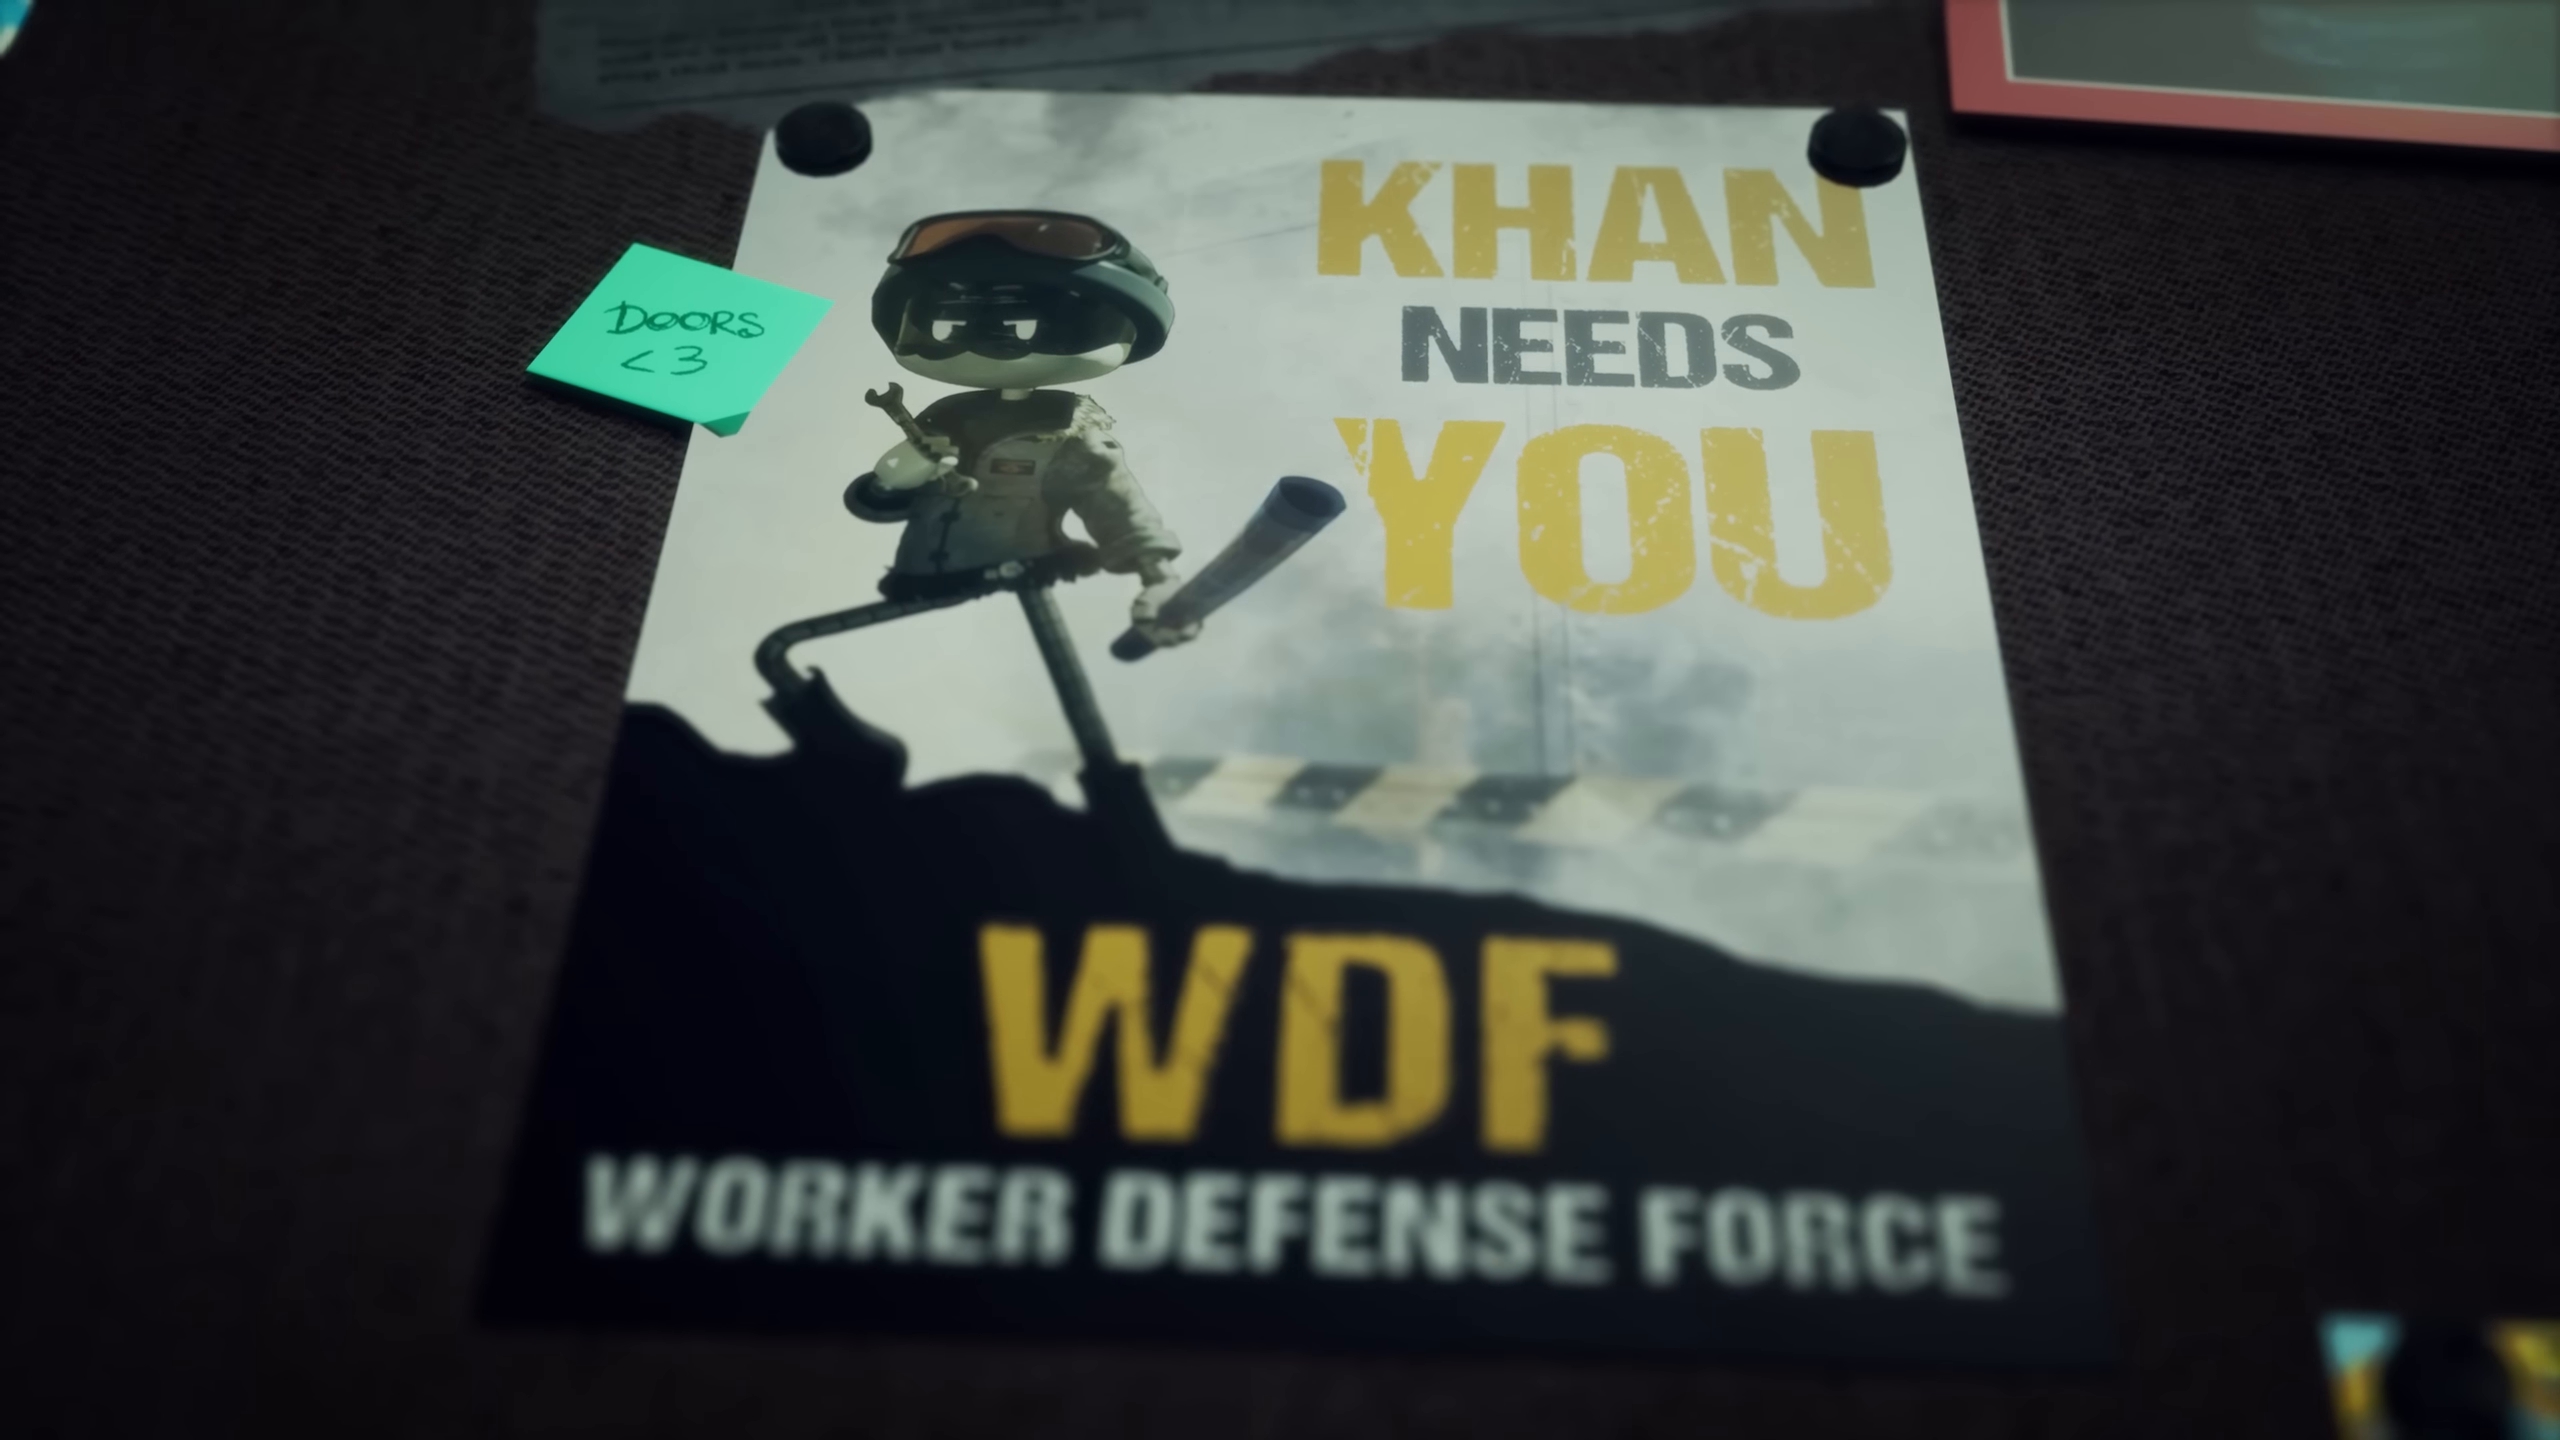 DOORS
<3
KHAN
NEEDS
YOU
WDF
WORKER DEFENSE FORCE